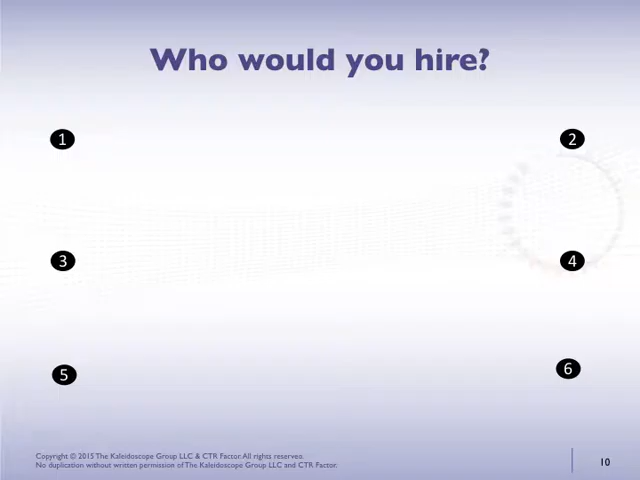 Who would you hire?
1
2
3
4
5
6
Copyright © 2015 The Kaleidoscope Group LLC & CTR Factor. All rights reserveo.
No duplication without written permission of The Kaleidoscope Group LLC and CTR Factor.
10